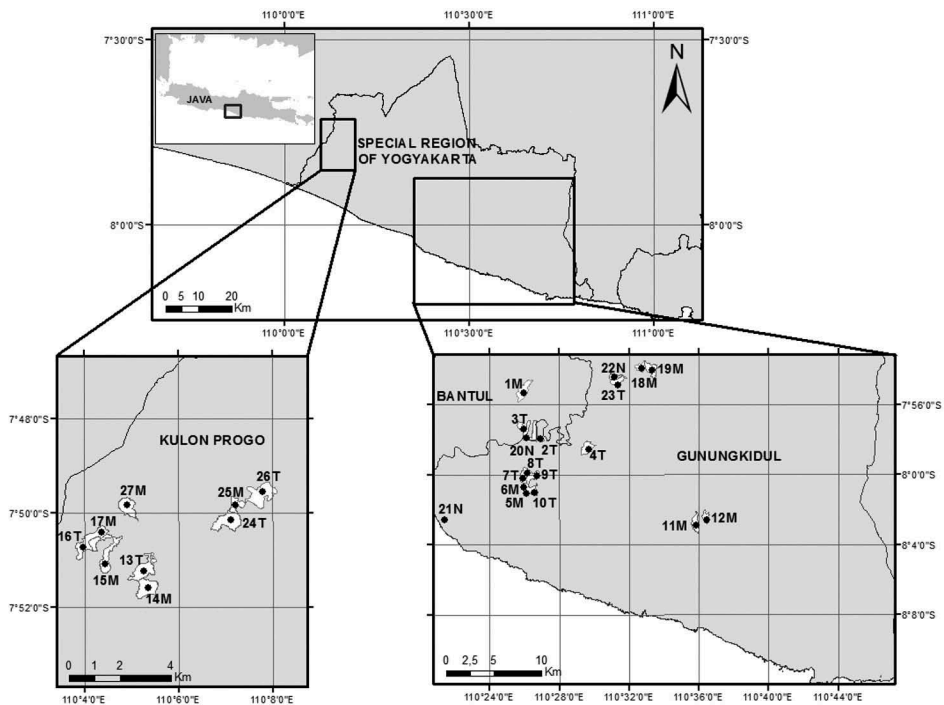 110°0'0"E 110°30'0"E 111°0'0"E
7°30'0"S 7°30'0"S
N
JAVA
SPECIAL REGION
OF YOGYAKARTA
8°0'0"S 8°0'0"S
0 5 10 20
Km
110°0'0"E 110°30'0"E 111°0'0"E
7°48'0"S
KULON PROGO
26T
25M
27M
7°50'0"S
24T
17M
16T
13T
15M
14M
7°52'0"S
0 1 2 4
Km
110°4'0"E 110°6'0"E 110°8'0"E
22N
19M
18M
1M
23T
BANTUL
7°56'0"S
3T
20N 2T
4T
GUNUNGKIDUL
8T
7T 9T
8°0'0"S
6M
5M 10T
21N
11M 12M
8°4'0"S
8°8'0"S
0 2,5 5 10
Km
110°24'0"E 110°28'0"E 110°32'0"E 110°36'0"E 110°40'0"E 110°44'0"E